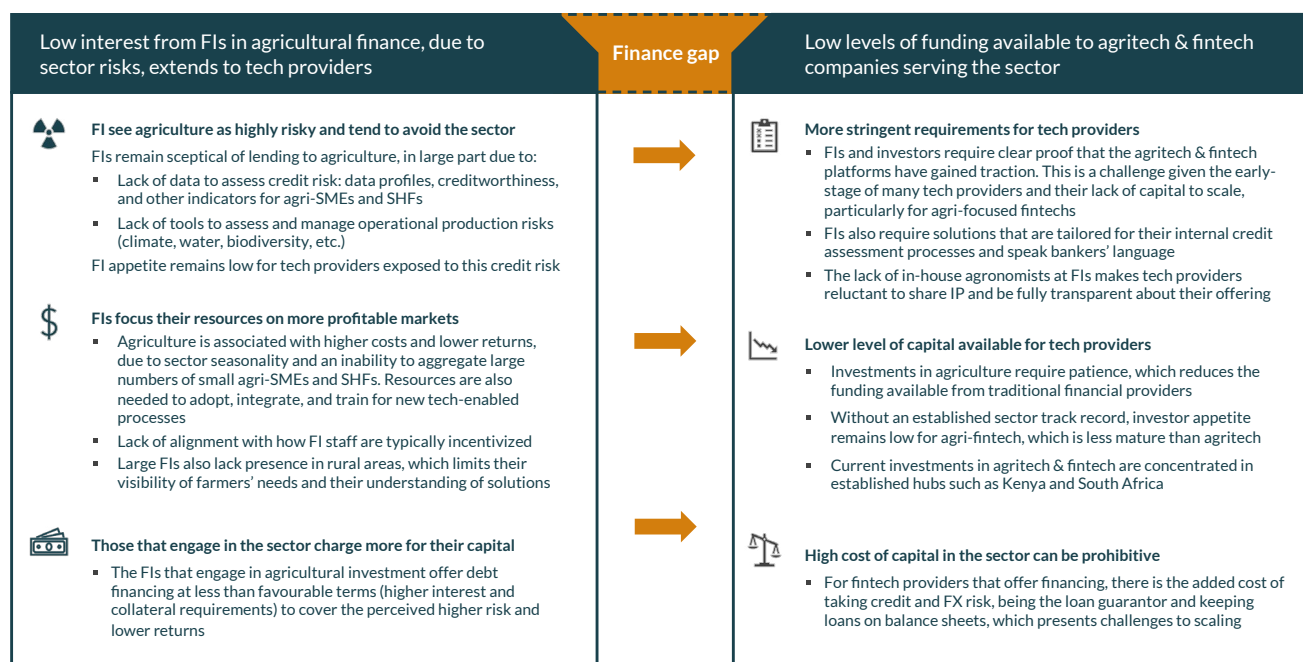 Low interest from FIs in agricultural finance, due to
sector risks, extends to tech providers
Finance gap
Low levels of funding available to agritech & fintech
companies serving the sector
FI see agriculture as highly risky and tend to avoid the sector
FIs remain sceptical of lending to agriculture, in large part due to:
▪ Lack of data to assess credit risk: data profiles, creditworthiness,
and other indicators for agri-SMEs and SHFs
▪ Lack of tools to assess and manage operational production risks
(climate, water, biodiversity, etc.)
FI appetite remains low for tech providers exposed to this credit risk
FIs focus their resources on more profitable markets
▪ Agriculture is associated with higher costs and lower returns,
due to sector seasonality and an inability to aggregate large
numbers of small agri-SMEs and SHFs. Resources are also
needed to adopt, integrate, and train for new tech-enabled
processes
▪ Lack of alignment with how FI staff are typically incentivized
▪ Large FIs also lack presence in rural areas, which limits their
visibility of farmers’ needs and their understanding of solutions
Those that engage in the sector charge more for their capital
▪ The FIs that engage in agricultural investment offer debt
financing at less than favourable terms (higher interest and
collateral requirements) to cover the perceived higher risk and
lower returns
More stringent requirements for tech providers
▪ FIs and investors require clear proof that the agritech & fintech
platforms have gained traction. This is a challenge given the early-
stage of many tech providers and their lack of capital to scale,
particularly for agri-focused fintechs
▪ FIs also require solutions that are tailored for their internal credit
assessment processes and speak bankers’ language
▪ The lack of in-house agronomists at FIs makes tech providers
reluctant to share IP and be fully transparent about their offering
Lower level of capital available for tech providers
▪ Investments in agriculture require patience, which reduces the
funding available from traditional financial providers
▪ Without an established sector track record, investor appetite
remains low for agri-fintech, which is less mature than agritech
▪ Current investments in agritech & fintech are concentrated in
established hubs such as Kenya and South Africa
High cost of capital in the sector can be prohibitive
▪ For fintech providers that offer financing, there is the added cost of
taking credit and FX risk, being the loan guarantor and keeping
loans on balance sheets, which presents challenges to scaling